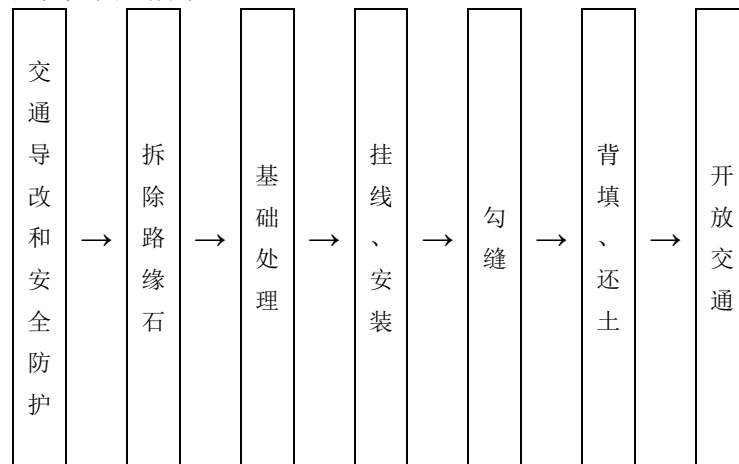 交通导改和安全防护
→
拆除路缘石
→
基础处理
→
挂线、安装
→
勾缝
→
背填、还土
→
开放交通